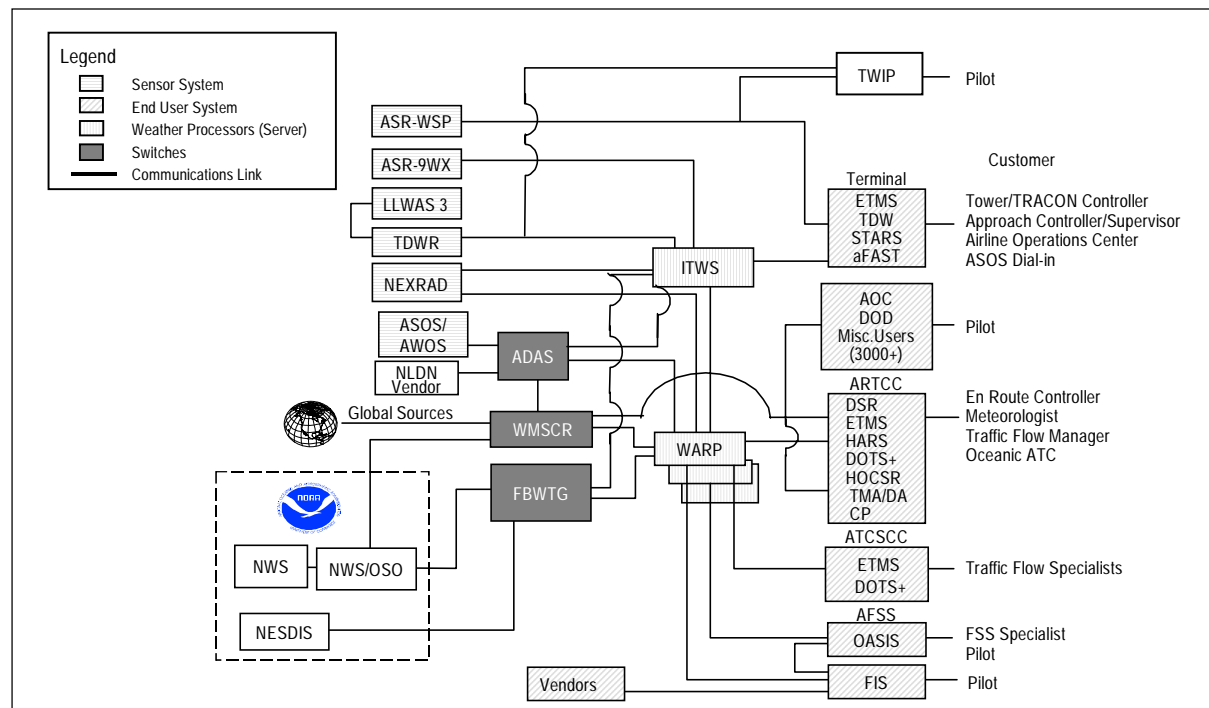 Legend
Sensor System
End User System
Weather Processors (Server)
Switches
Communications Link
TWIP
Pilot
ASR-WSP
ASR-9WX
LLWAS 3
TDWR
NEXRAD
ASOS/
AWOS
NLDN
Vendor
ADAS
Global Sources
WMSCR
FBWTG
NOAA
NWS
NWS/OSO
NESDIS
ITWS
WARP
Vendors
Customer
Terminal
ETMS
TDW
STARS
aFAST
Tower/TRACON Controller
Approach Controller/Supervisor
Airline Operations Center
ASOS Dial-in
AOC
DOD
Misc.Users
(3000+)
Pilot
ARTCC
DSR
ETMS
HARS
DOTS+
HOCSR
TMA/DA
CP
En Route Controller
Meteorologist
Traffic Flow Manager
Oceanic ATC
ATCSCC
ETMS
DOTS+
Traffic Flow Specialists
AFSS
OASIS
FSS Specialist
Pilot
FIS
Pilot